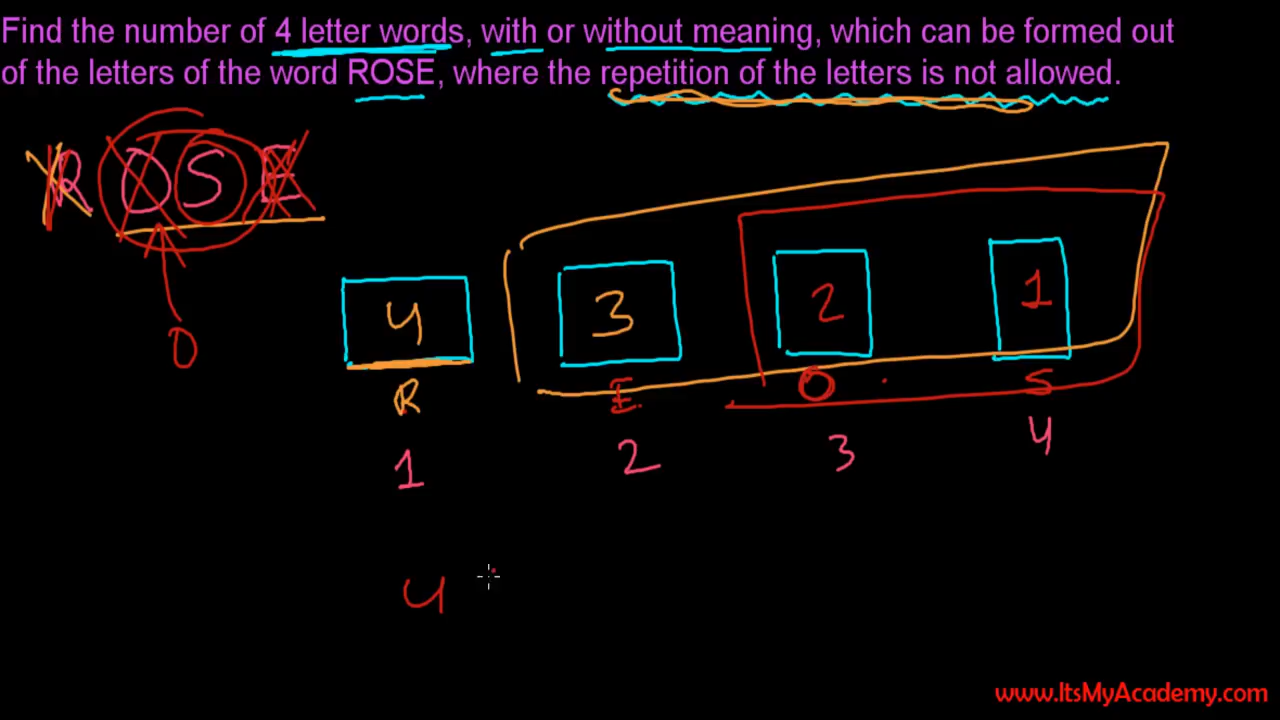 Find the number of 4 letter words, with or without meaning, which can be formed out
of the letters of the word ROSE, where the repetition of the letters is not allowed.
R O S E
O
4 3 2 1
R E O S
1 2 3 4
4
www.ItsMyAcademy.com